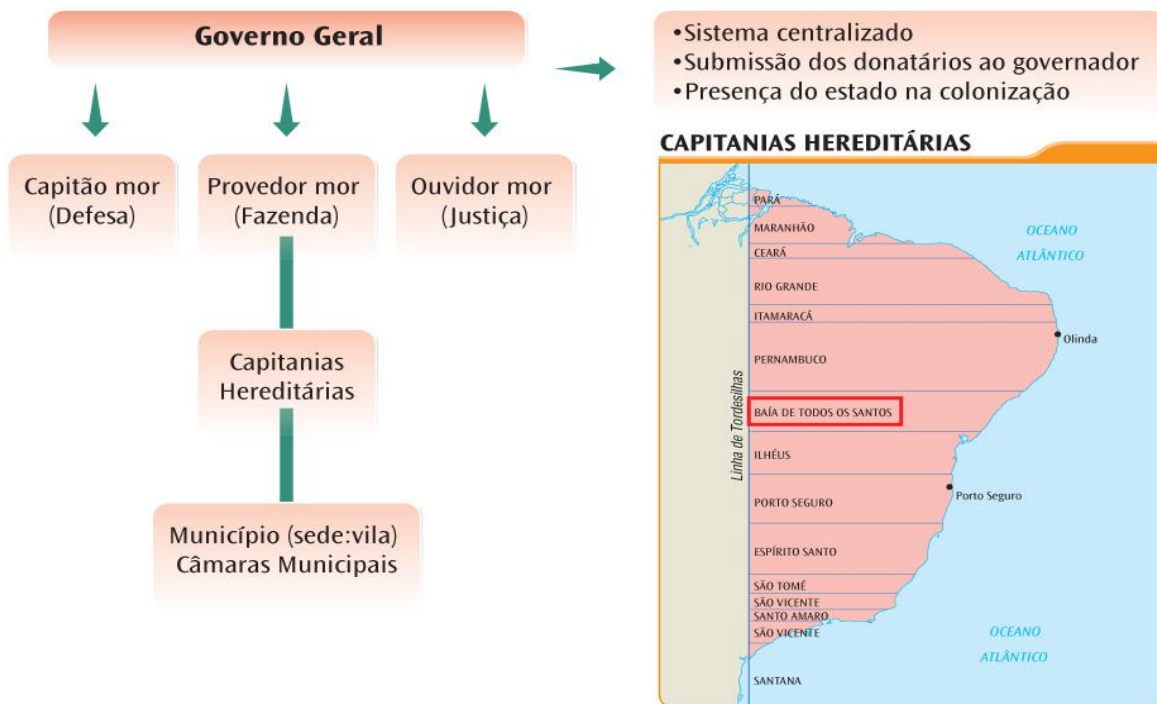 Governo Geral
•Sistema centralizado
•Submissão dos donatários ao governador
•Presença do estado na colonização
Capitão mor
(Defesa)
Provedor mor
(Fazenda)
Ouvidor mor
(Justiça)
Capitanias
Hereditárias
Município (sede:vila)
Câmaras Municipais
CAPITANIAS HEREDITÁRIAS
PARÁ
MARANHÃO
CEARÁ
RIO GRANDE
ITAMARACÁ
PERNAMBUCO
BAÍA DE TODOS OS SANTOS
ILHÉUS
PORTO SEGURO
ESPÍRITO SANTO
SÃO TOMÉ
SÃO VICENTE
SANTO AMARO
SÃO VICENTE
SANTANA
Linha de Tordesilhas
OCEANO
ATLÂNTICO
Olinda
Porto Seguro
OCEANO
ATLÂNTICO